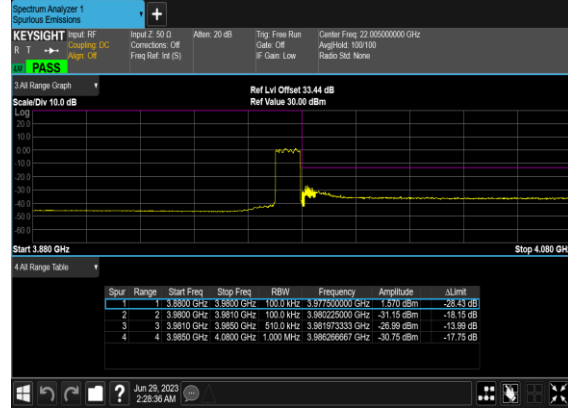 Spectrum Analyzer 1
Spurious Emissions
KEYSIGHT Input: RF Input Z: 50 Ω Atten: 20 dB Trig: Free Run Center Freq: 22.005000000 GHz
R T Coupling: DC Corrections: Off Gate: Off Avg|Hold: 100/100
Align: Off Freq Ref: Int (S) IF Gain: Low Radio Std: None
PASS
3 All Range Graph
Ref Lvl Offset 33.44 dB
Scale/Div 10.0 dB Ref Value 30.00 dBm
Log
20.0
10.0
0.00
-10.0
-20.0
-30.0
-40.0
-50.0
-60.0
Start 3.880 GHz Stop 4.080 GHz
4 All Range Table
Spur Range Start Freq Stop Freq RBW Frequency Amplitude ΔLimit
1 1 3.8800 GHz 3.9800 GHz 100.0 kHz 3.977500000 GHz 1.570 dBm -28.43 dB
2 2 3.9800 GHz 3.9810 GHz 100.0 kHz 3.980225000 GHz -31.15 dBm -18.15 dB
3 3 3.9810 GHz 3.9850 GHz 510.0 kHz 3.981973333 GHz -26.99 dBm -13.99 dB
4 4 3.9850 GHz 4.0800 GHz 1.000 MHz 3.986266667 GHz -30.75 dBm -17.75 dB
Jun 29, 2023
2:28:36 AM